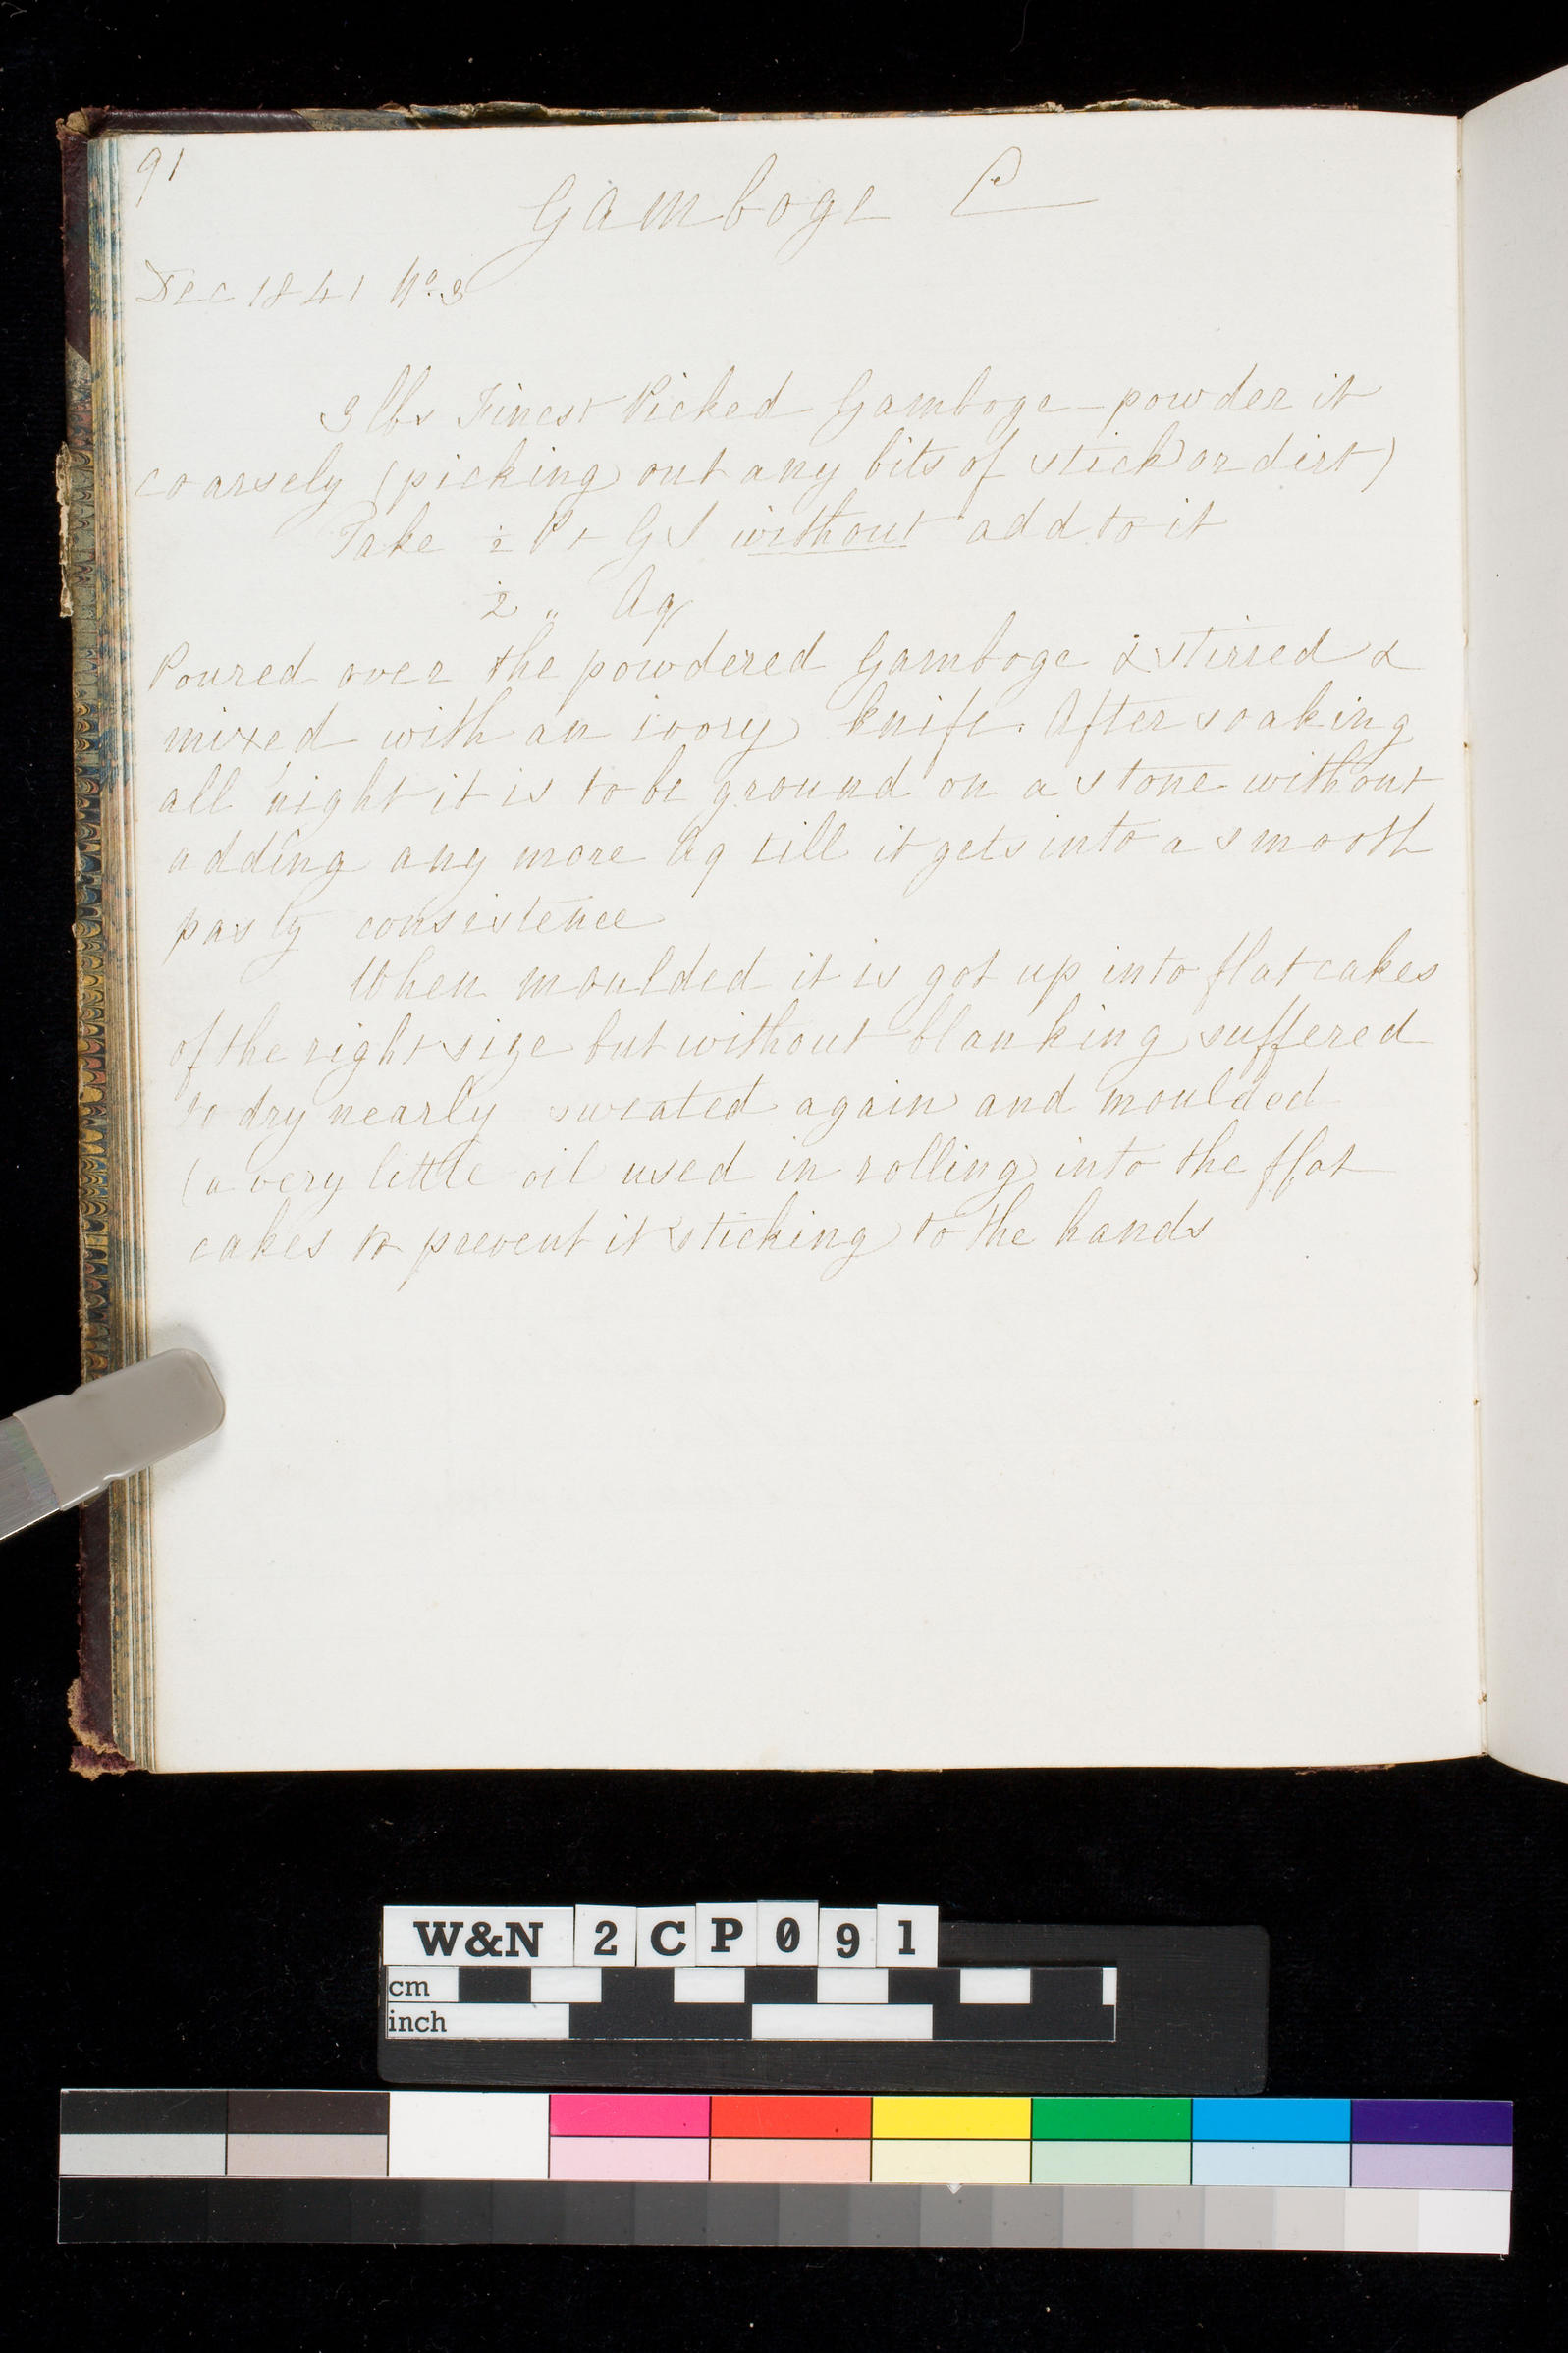 91
Gamboge C
Dec 1841 No. 3
3 lbs Finest Picked Gamboge - powder it
coarsely (picking out any bits of stick or dirt)
Take ½ Pt G S without add to it
½ " Aq
Poured over the powdered Gamboge & stirred &
mixed with an ivory knife. After soaking
all night it is to be ground on a stone without
adding any more Aq till it gets into a smooth
pasty consistence
When moulded it is got up into flat cakes
of the right size but without blanking suffered
to dry nearly sweated again and moulded
(a very little oil used in rolling into the flat
cakes to prevent it sticking to the hands
W&N 2CP091
cm
inch